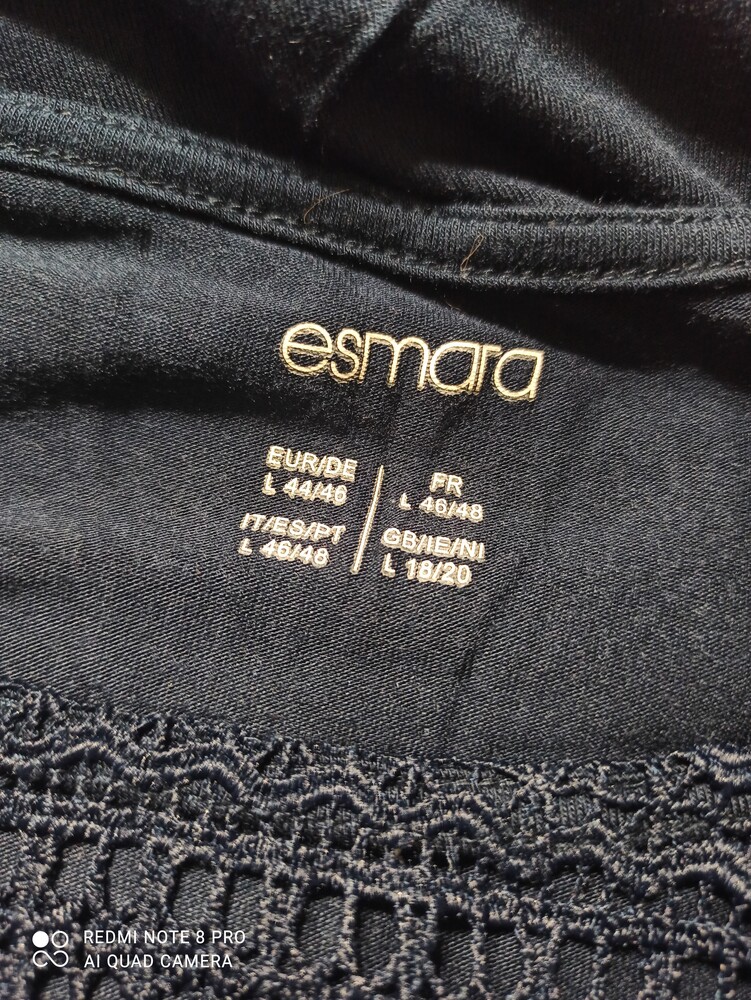 esmara
EUR/DE
L 44/46
FR
L 46/48
IT/ES/PT
L 46/48
GB/IE/NI
L 18/20
REDMI NOTE 8 PRO
AI QUAD CAMERA